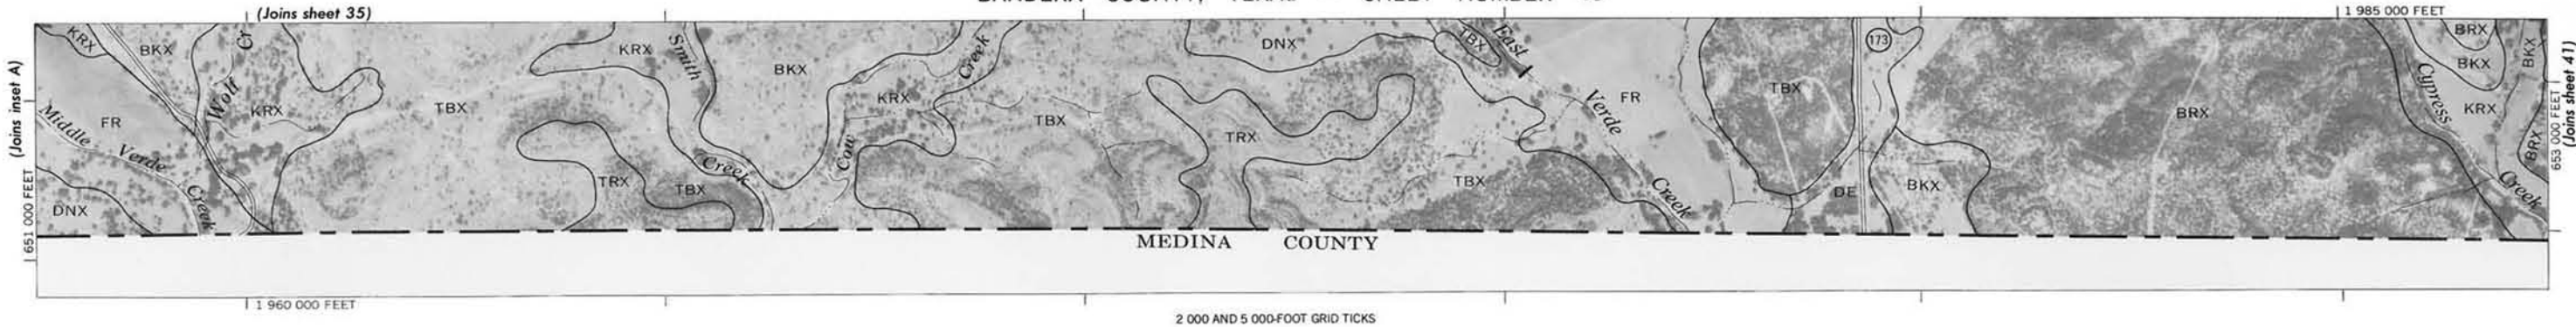 (Joins sheet 35)
1 985 000 FEET
(Joins inset A)
651 000 FEET
653 000 FEET
(Joins sheet 41)
KRX
BKX
Wolf Cr
KRX
FR
Middle Verde Creek
DNX
TBX
KRX
Smith Creek
BKX
TRX
TBX
KRX
Cow Creek
TBX
DNX
TBX
East Verde Creek
TRX
TBX
FR
TBX
173
DE
BKX
BRX
BRX
BKX
BKX
KRX
BRX
Cypress Creek
MEDINA COUNTY
1 960 000 FEET
2 000 AND 5 000-FOOT GRID TICKS